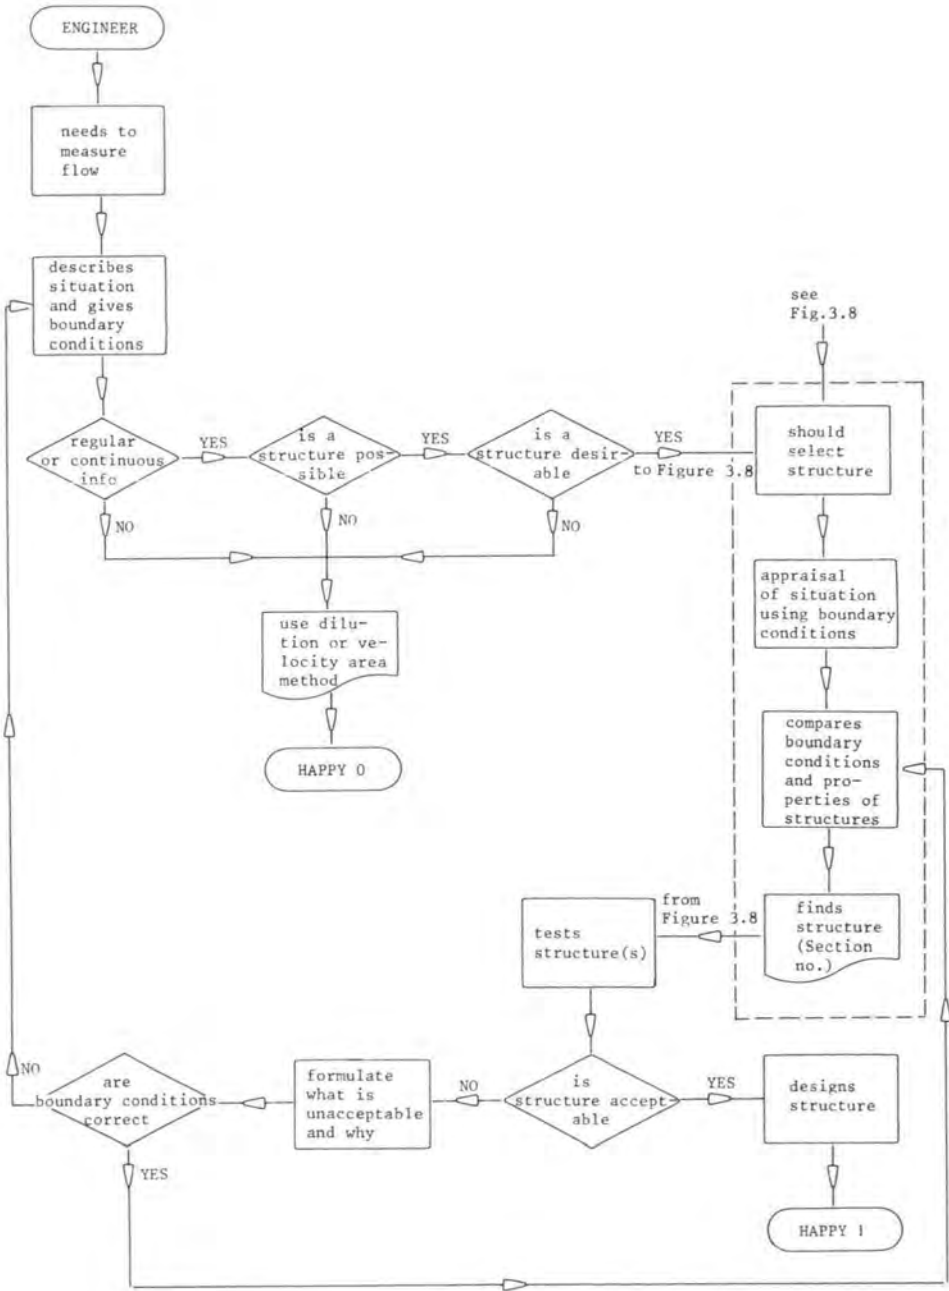 ENGINEER
needs to
measure
flow
describes
situation
and gives
boundary
conditions
see
Fig.3.8
regular
or continuous
info
YES
is a
structure pos-
sible
YES
is a
structure desir-
able
YES
to Figure 3.8
should
select
structure
NO
NO
NO
appraisal
of situation
using boundary
conditions
use dilu-
tion or ve-
locity area
method
HAPPY 0
compares
boundary
conditions
and pro-
perties of
structures
from
Figure 3.8
finds
structure
(Section
no.)
tests
structure(s)
NO
are
boundary conditions
correct
formulate
what is
unacceptable
and why
NO
is
structure accept-
able
YES
designs
structure
YES
HAPPY 1